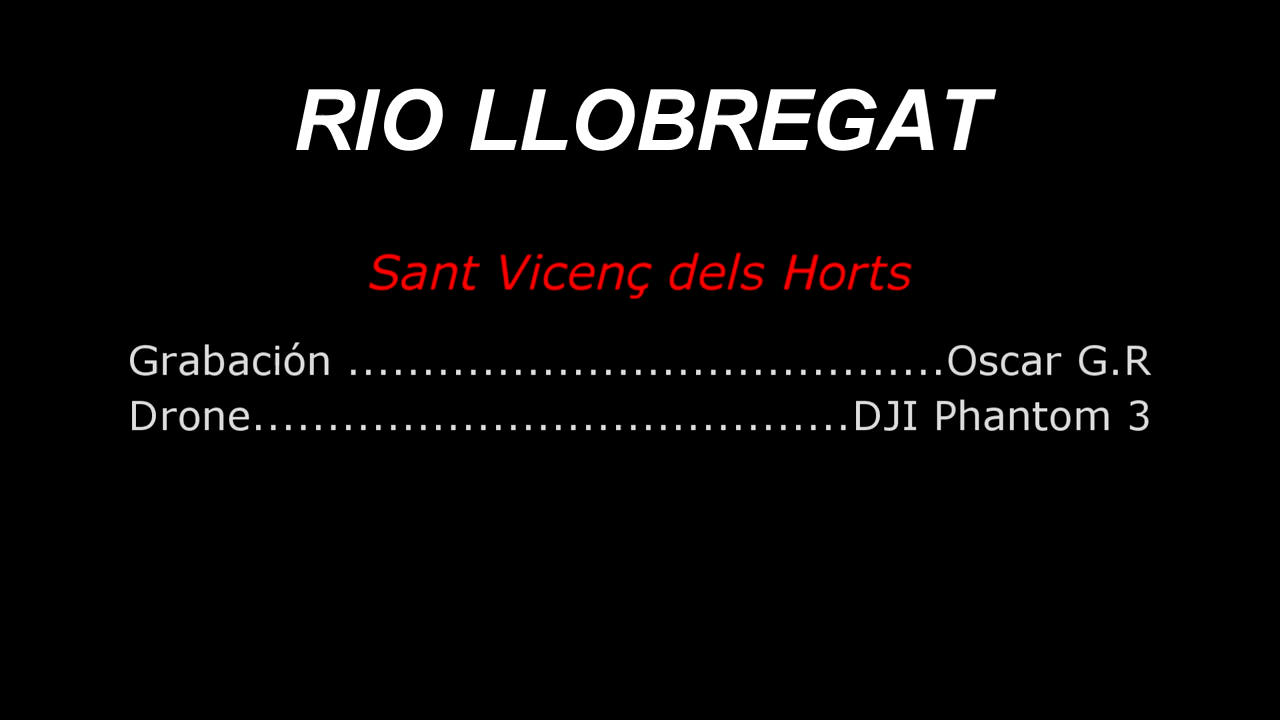 RIO LLOBREGAT
Sant Vicenç dels Horts
Grabación ........................................Oscar G.R
Drone........................................DJI Phantom 3